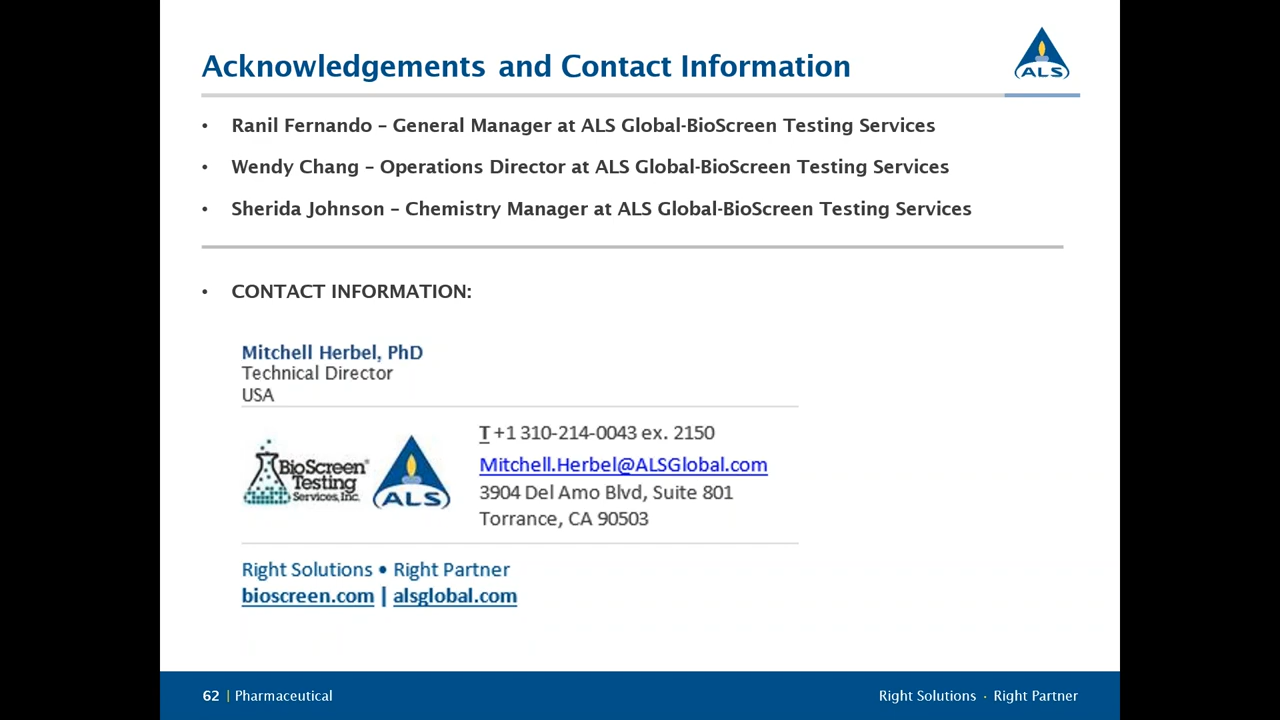 Acknowledgements and Contact Information
ALS
• Ranil Fernando – General Manager at ALS Global-BioScreen Testing Services
• Wendy Chang – Operations Director at ALS Global-BioScreen Testing Services
• Sherida Johnson – Chemistry Manager at ALS Global-BioScreen Testing Services
• CONTACT INFORMATION:
Mitchell Herbel, PhD
Technical Director
USA
BioScreen®
Testing
Services, Inc.
ALS
T +1 310-214-0043 ex. 2150
Mitchell.Herbel@ALSGlobal.com
3904 Del Amo Blvd, Suite 801
Torrance, CA 90503
Right Solutions • Right Partner
bioscreen.com | alsglobal.com
62 | Pharmaceutical
Right Solutions · Right Partner